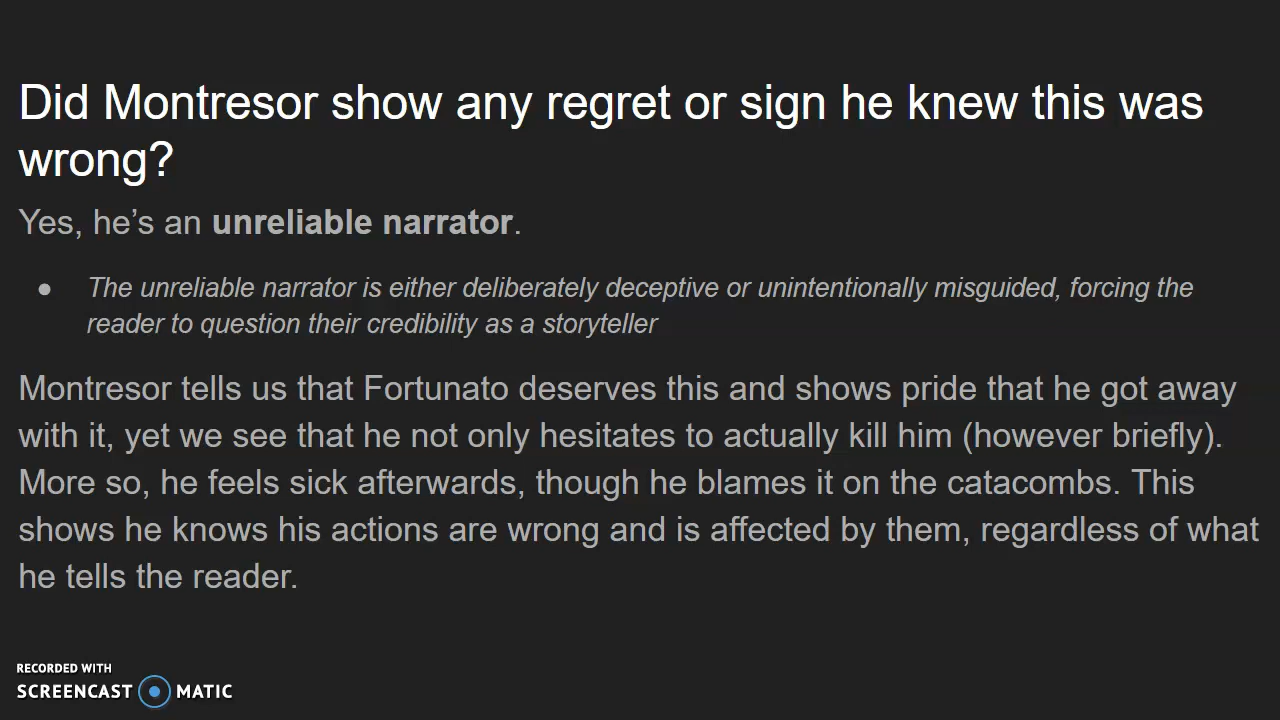 Did Montresor show any regret or sign he knew this was
wrong?
Yes, he's an unreliable narrator.
● The unreliable narrator is either deliberately deceptive or unintentionally misguided, forcing the
reader to question their credibility as a storyteller
Montresor tells us that Fortunato deserves this and shows pride that he got away
with it, yet we see that he not only hesitates to actually kill him (however briefly).
More so, he feels sick afterwards, though he blames it on the catacombs. This
shows he knows his actions are wrong and is affected by them, regardless of what
he tells the reader.
RECORDED WITH
SCREENCAST MATIC